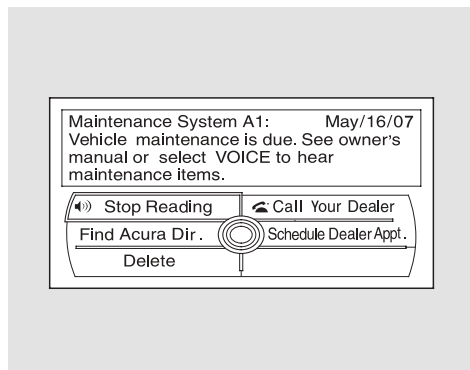 Maintenance System A1: May/16/07
Vehicle maintenance is due. See owner's
manual or select VOICE to hear
maintenance items.
Stop Reading Call Your Dealer
Find Acura Dir. Schedule Dealer Appt.
Delete